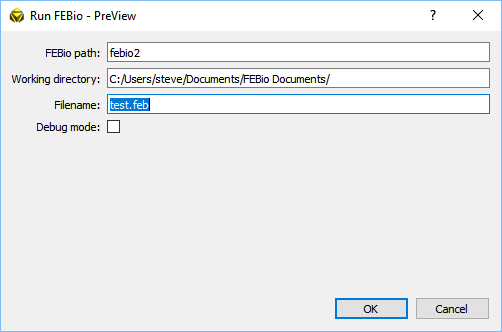 Run FEBio - PreView
FEBio path: febio2
Working directory: C:/Users/steve/Documents/FEBio Documents/
Filename: test.feb
Debug mode:
OK Cancel